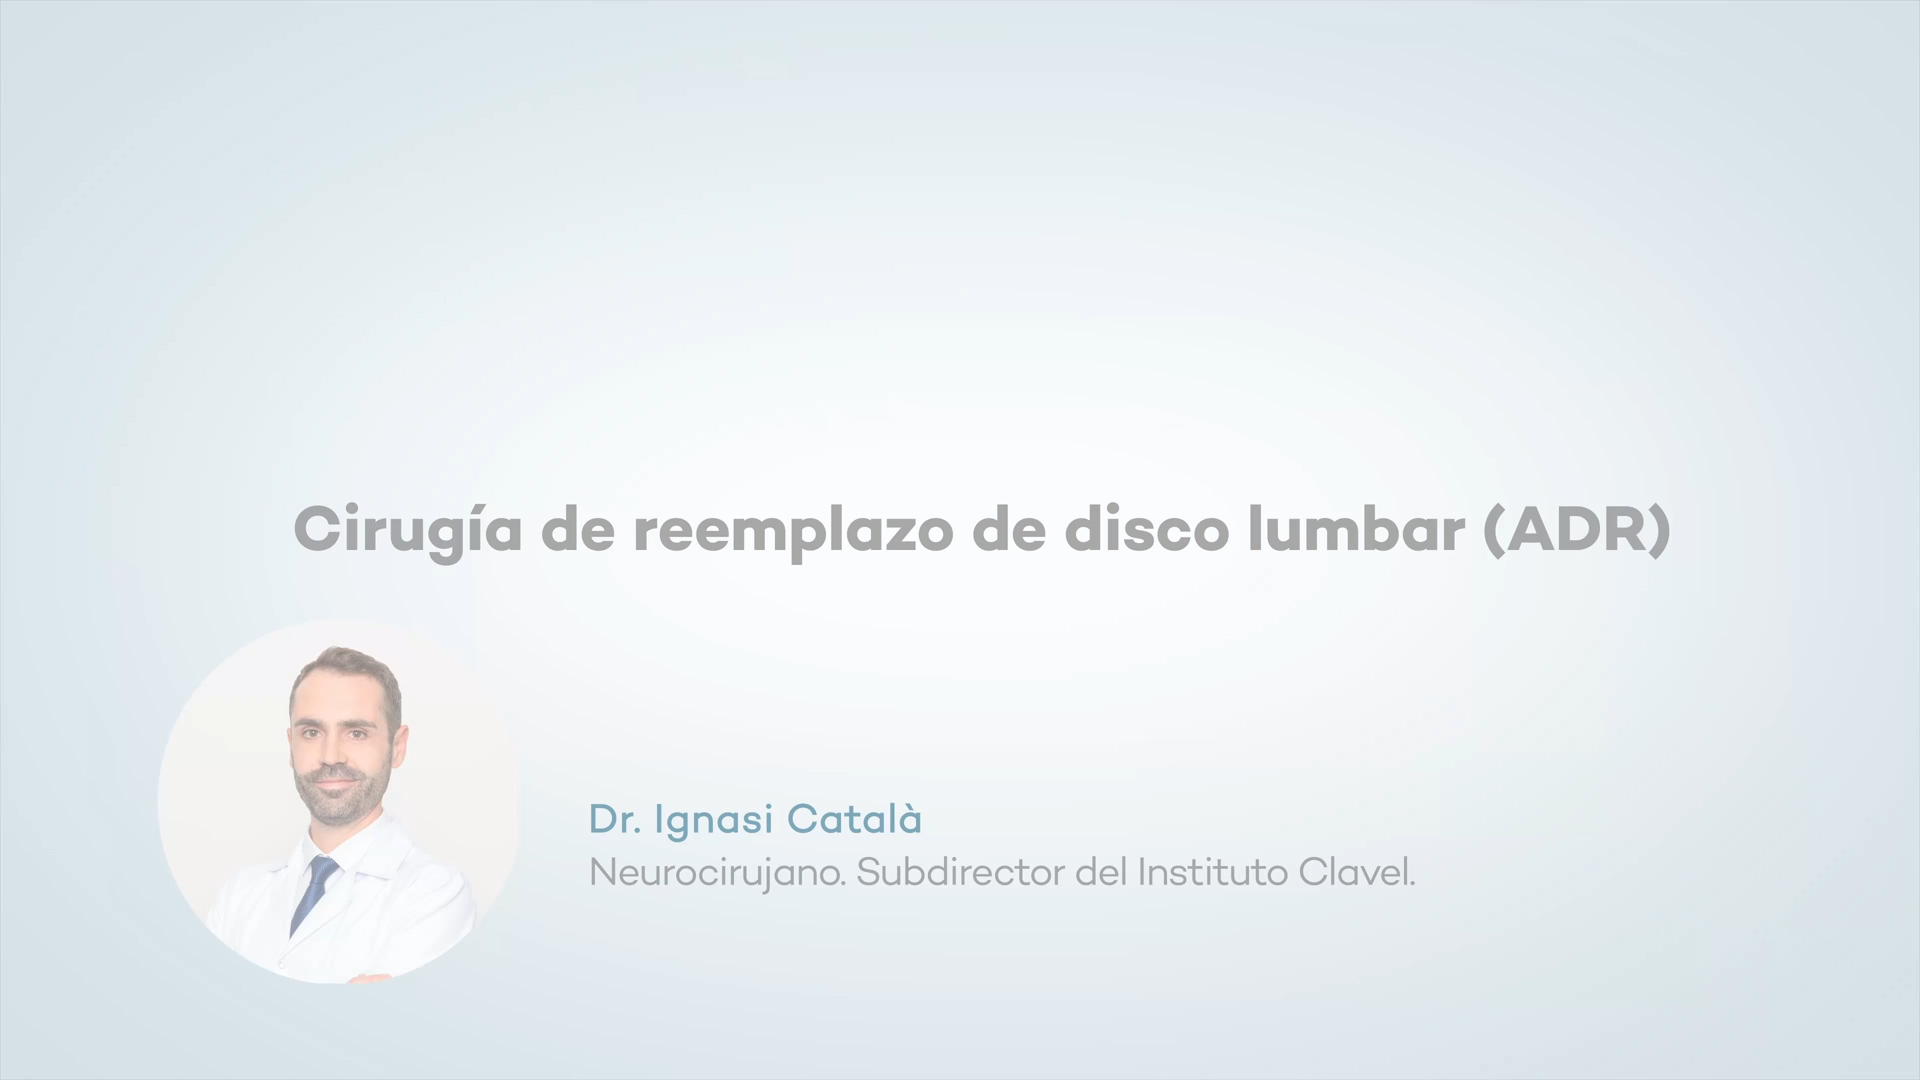 Cirugía de reemplazo de disco lumbar (ADR)
Dr. Ignasi Català
Neurocirujano. Subdirector del Instituto Clavel.